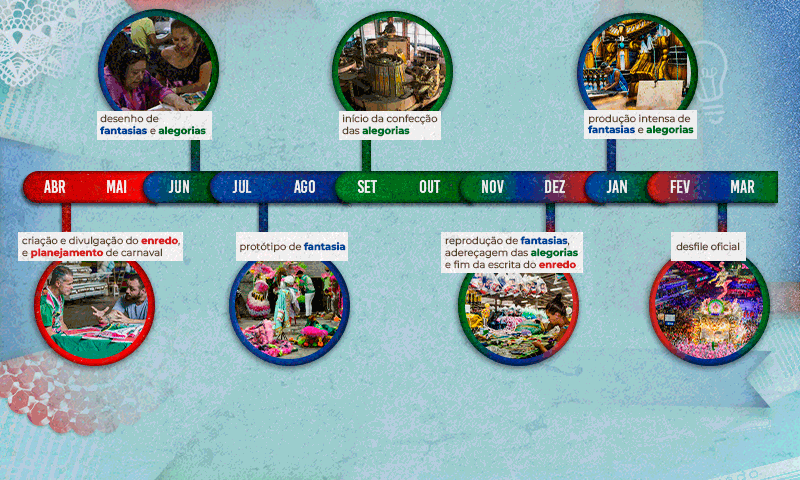 desenho de
fantasias e alegorias
início da confecção
das alegorias
produção intensa de
fantasias e alegorias
ABR MAI JUN JUL AGO SET OUT NOV DEZ JAN FEV MAR
criação e divulgação do enredo,
e planejamento de carnaval
protótipo de fantasia
reprodução de fantasias,
adereçagem das alegorias
e fim da escrita do enredo
desfile oficial